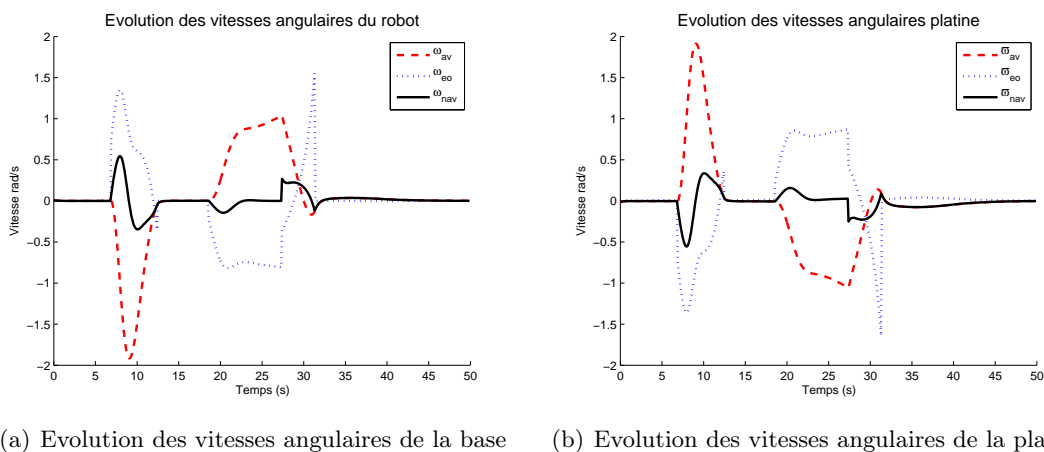 Evolution des vitesses angulaires du robot
2
1.5
1
0.5
0
−0.5
−1
−1.5
−2
Vitesse rad/s
ω_av
ω_eo
ω_nav
0 5 10 15 20 25 30 35 40 45 50
Temps (s)
Evolution des vitesses angulaires platine
2
1.5
1
0.5
0
−0.5
−1
−1.5
−2
Vitesse rad/s
ϖ_av
ϖ_eo
ϖ_nav
0 5 10 15 20 25 30 35 40 45 50
Temps (s)
(a) Evolution des vitesses angulaires de la base
(b) Evolution des vitesses angulaires de la pla